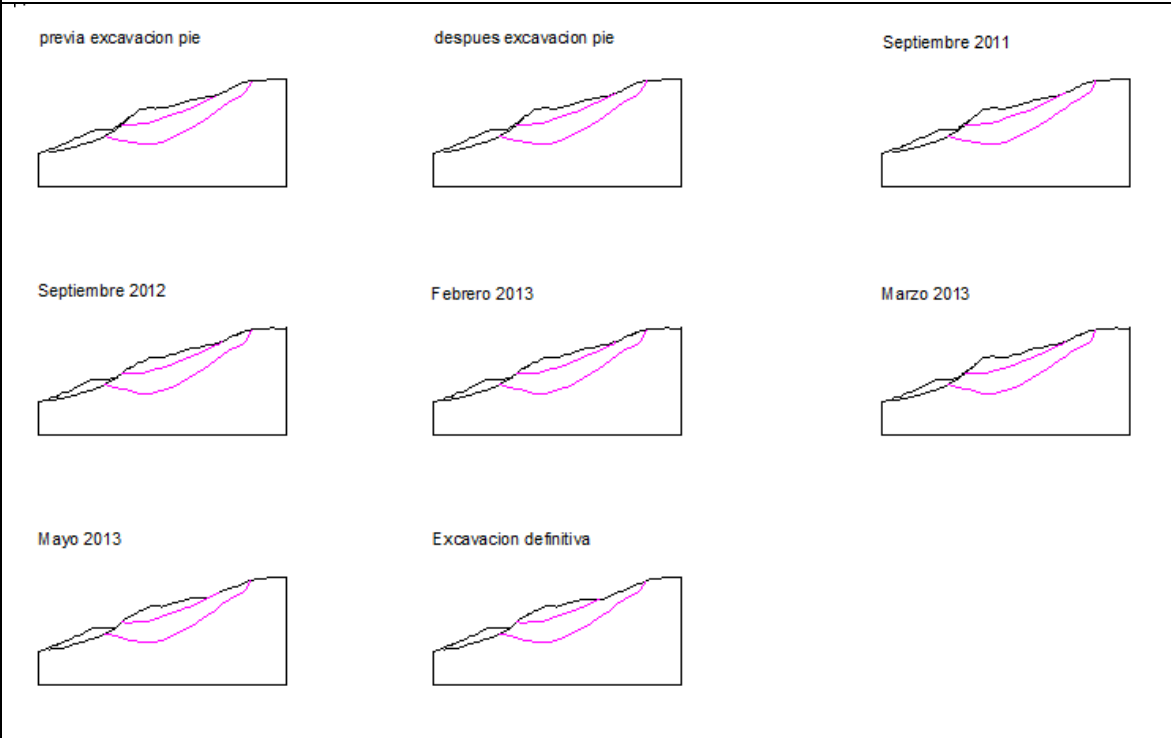 previa excavacion pie
despues excavacion pie
Septiembre 2011
Septiembre 2012
Febrero 2013
Marzo 2013
Mayo 2013
Excavacion definitiva